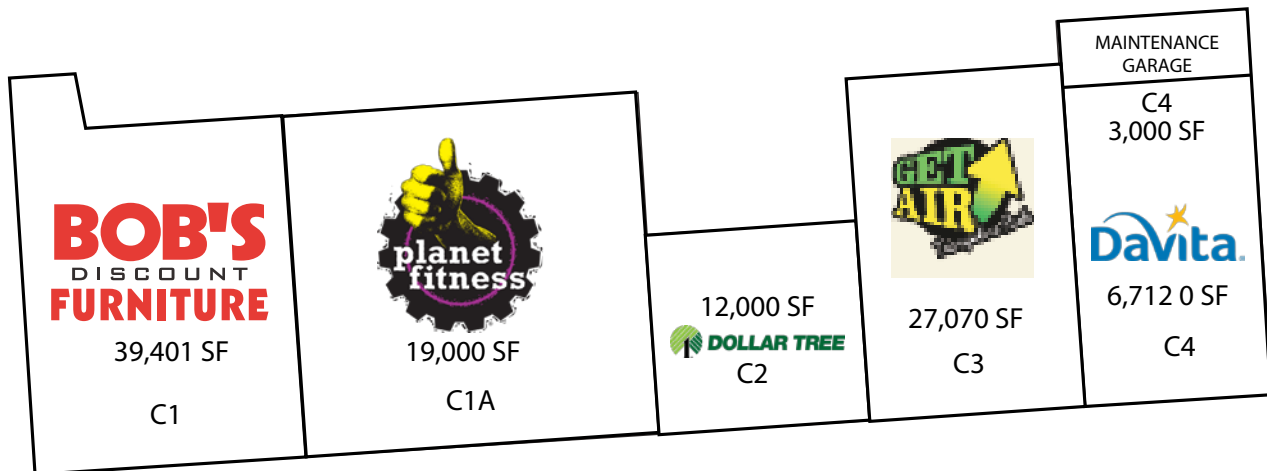 BOB'S
DISCOUNT
FURNITURE
39,401 SF
C1
planet
fitness
19,000 SF
C1A
12,000 SF
DOLLAR TREE
C2
GET
AIR
27,070 SF
C3
MAINTENANCE
GARAGE
C4
3,000 SF
DaVita.
6,712 0 SF
C4